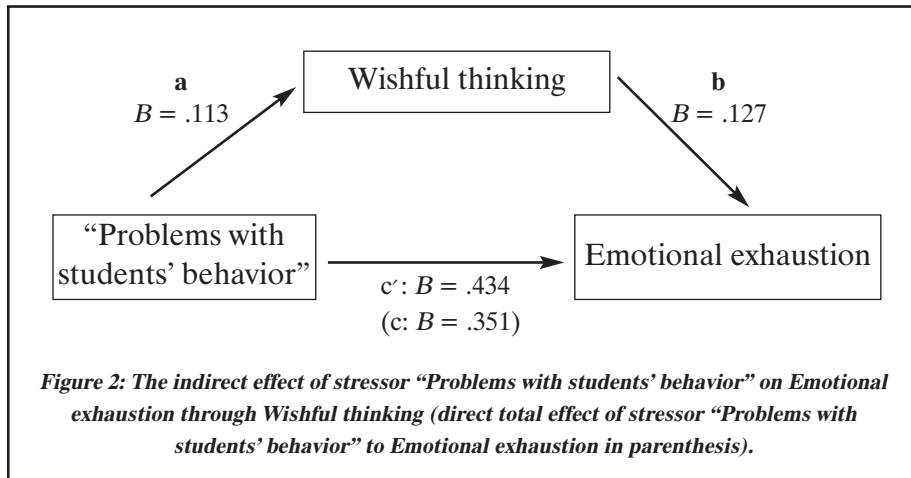 a
B = .113
Wishful thinking
b
B = .127
“Problems with
students’ behavior”
Emotional exhaustion
c′: B = .434
(c: B = .351)
Figure 2: The indirect effect of stressor “Problems with students’ behavior” on Emotional
exhaustion through Wishful thinking (direct total effect of stressor “Problems with
students’ behavior” to Emotional exhaustion in parenthesis).